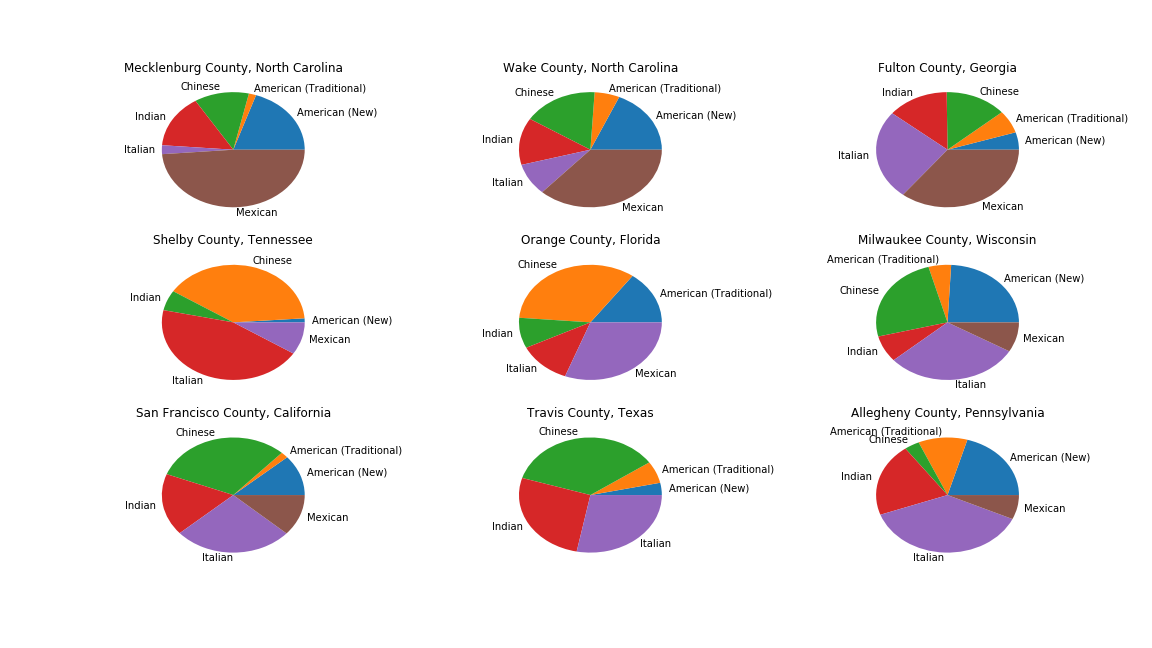 Mecklenburg County, North Carolina
Chinese
American (Traditional)
American (New)
Indian
Italian
Mexican
Wake County, North Carolina
American (Traditional)
Chinese
American (New)
Indian
Italian
Mexican
Fulton County, Georgia
Indian
Chinese
American (Traditional)
American (New)
Italian
Mexican
Shelby County, Tennessee
Chinese
Indian
American (New)
Mexican
Italian
Orange County, Florida
Chinese
American (Traditional)
Indian
Italian
Mexican
Milwaukee County, Wisconsin
American (Traditional)
American (New)
Chinese
Mexican
Indian
Italian
San Francisco County, California
Chinese
American (Traditional)
American (New)
Indian
Mexican
Italian
Travis County, Texas
Chinese
American (Traditional)
American (New)
Indian
Italian
Allegheny County, Pennsylvania
American (Traditional)
Chinese
American (New)
Indian
Mexican
Italian